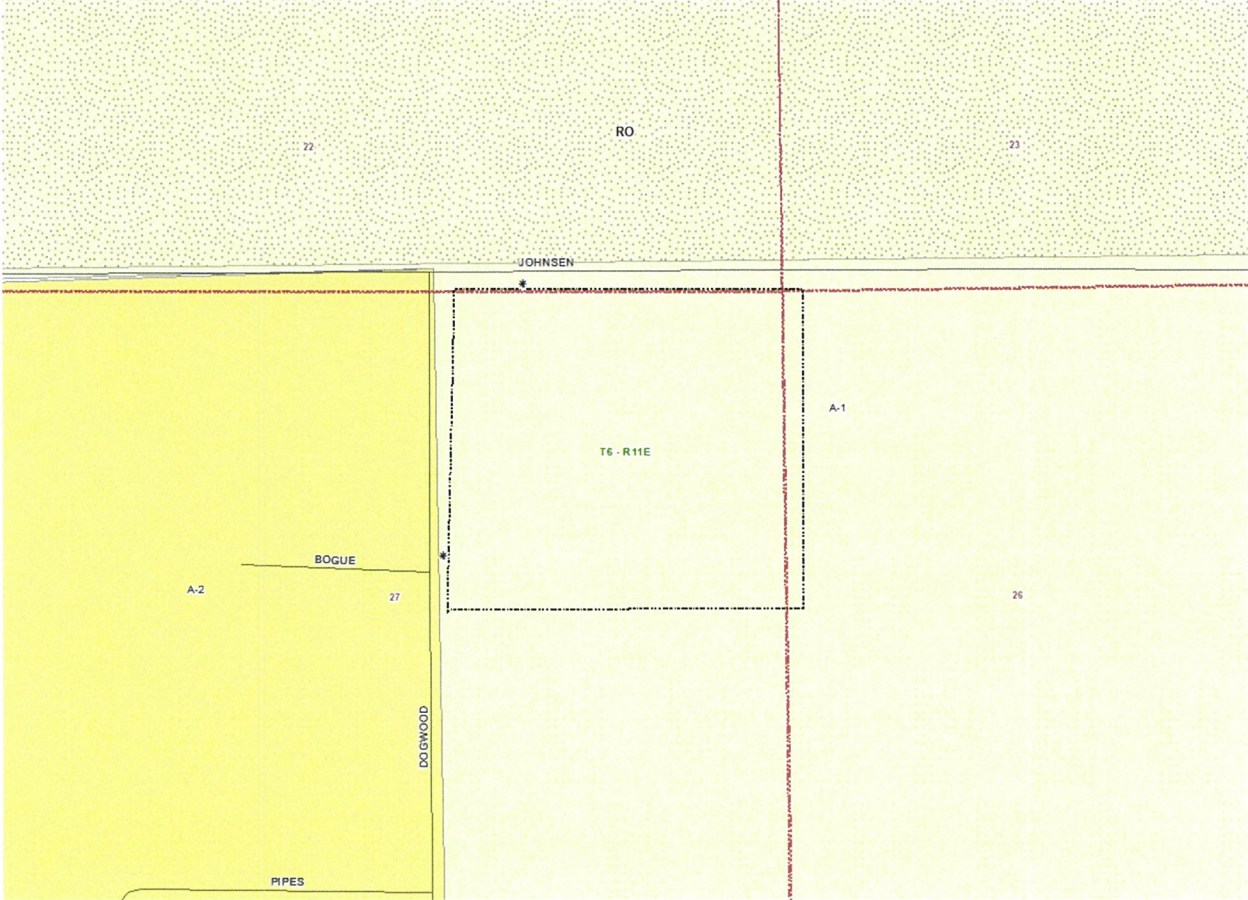 RO
22
23
JOHNSEN
*
A-1
T6 - R11E
*
BOGUE
A-2
27
26
DOGWOOD
PIPES